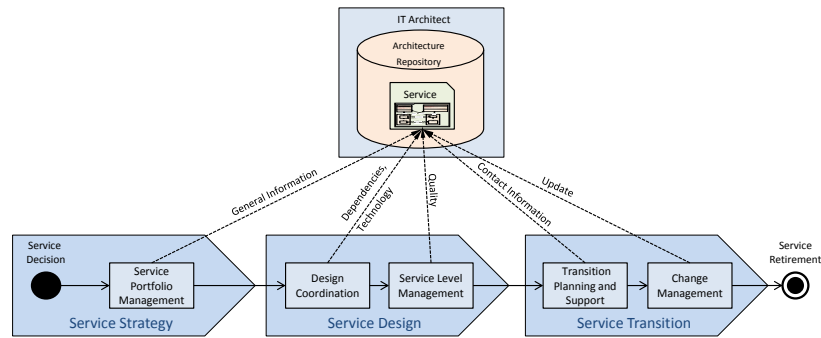 IT Architect
Architecture
Repository
Service
General Information
Dependencies,
Technology
Quality
Contact Information
Update
Service
Decision
Service
Portfolio
Management
Service Strategy
Design
Coordination
Service Level
Management
Service Design
Transition
Planning and
Support
Change
Management
Service Transition
Service
Retirement